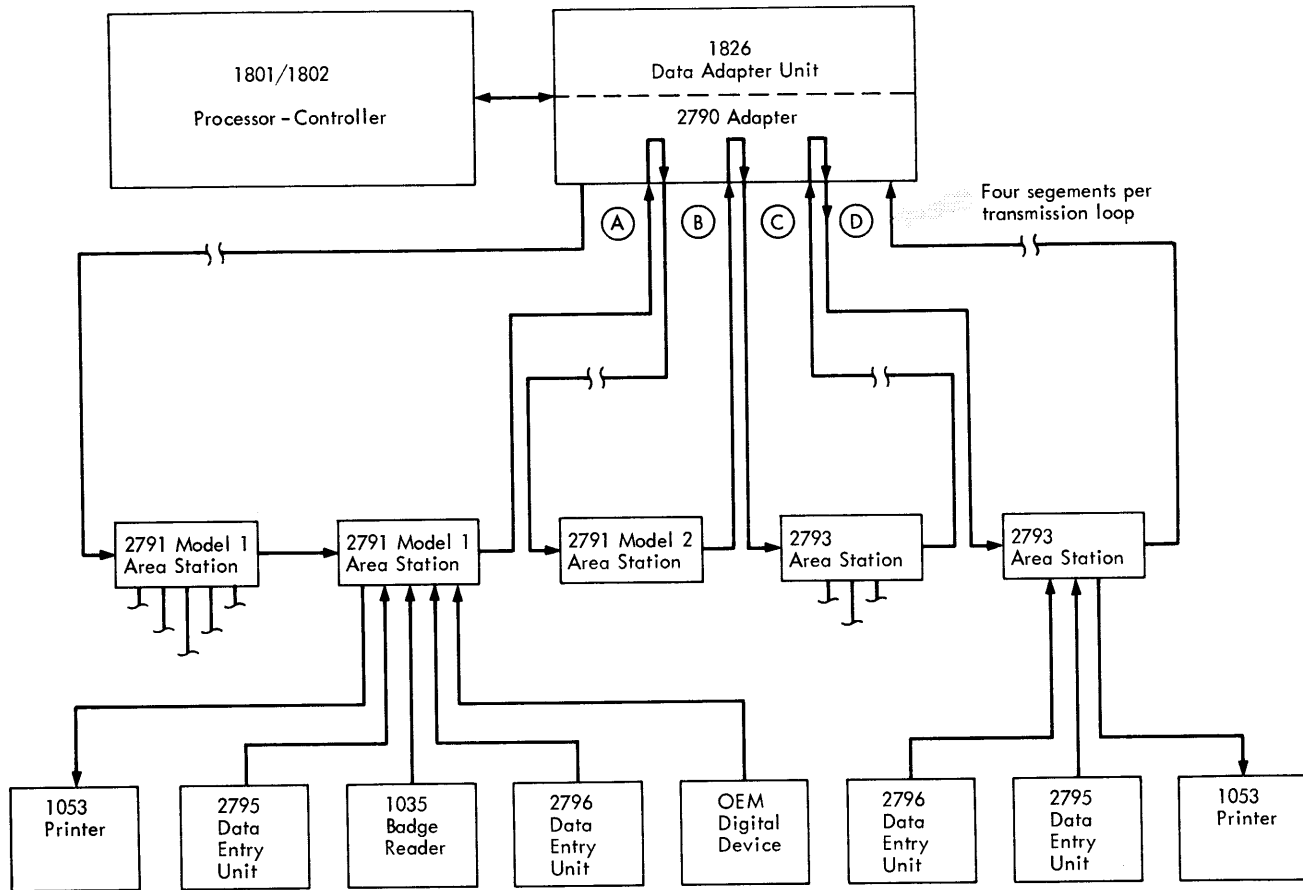 1801/1802
Processor-Controller
1826
Data Adapter Unit
2790 Adapter
A
B
C
D
Four segements per
transmission loop
2791 Model 1
Area Station
2791 Model 1
Area Station
2791 Model 2
Area Station
2793
Area Station
2793
Area Station
1053
Printer
2795
Data
Entry
Unit
1035
Badge
Reader
2796
Data
Entry
Unit
OEM
Digital
Device
2796
Data
Entry
Unit
2795
Data
Entry
Unit
1053
Printer